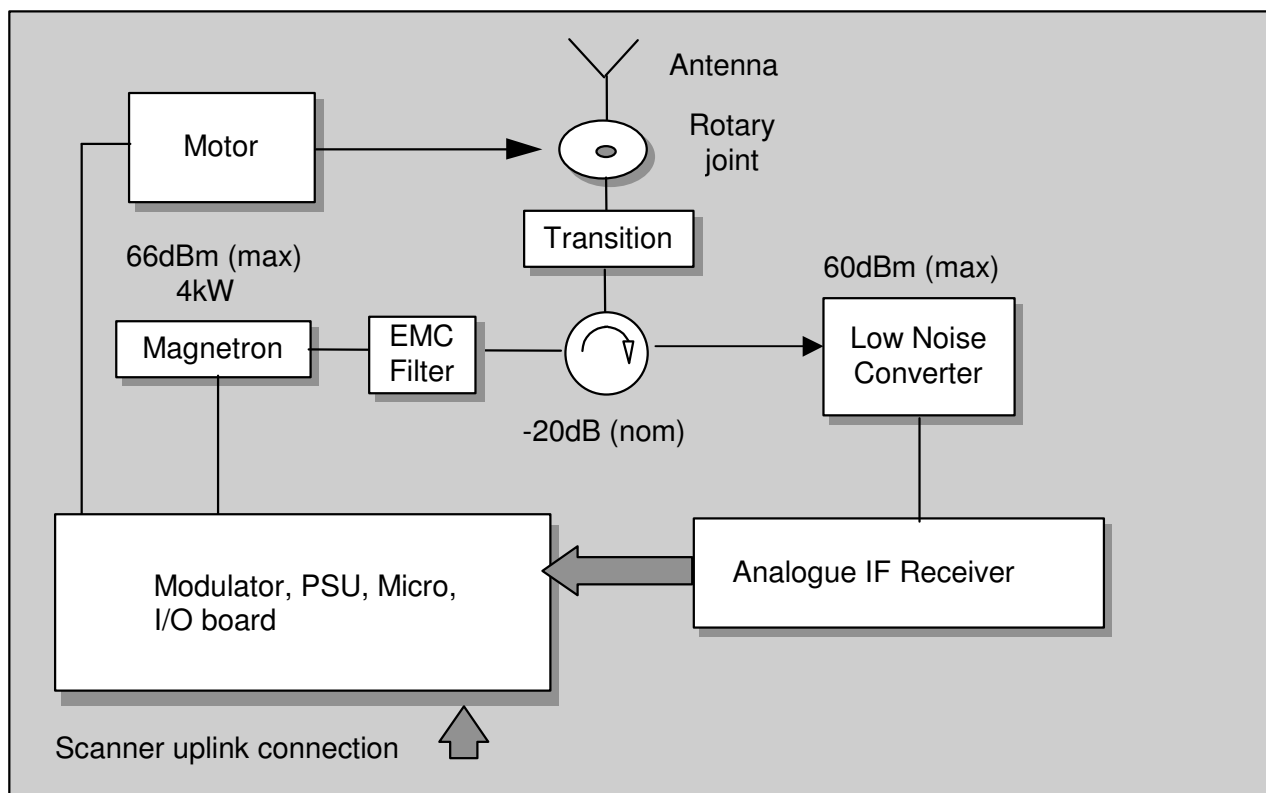 Antenna
Motor
Rotary
joint
Transition
66dBm (max)
4kW
60dBm (max)
Magnetron
EMC
Filter
Low Noise
Converter
-20dB (nom)
Modulator, PSU, Micro,
I/O board
Analogue IF Receiver
Scanner uplink connection